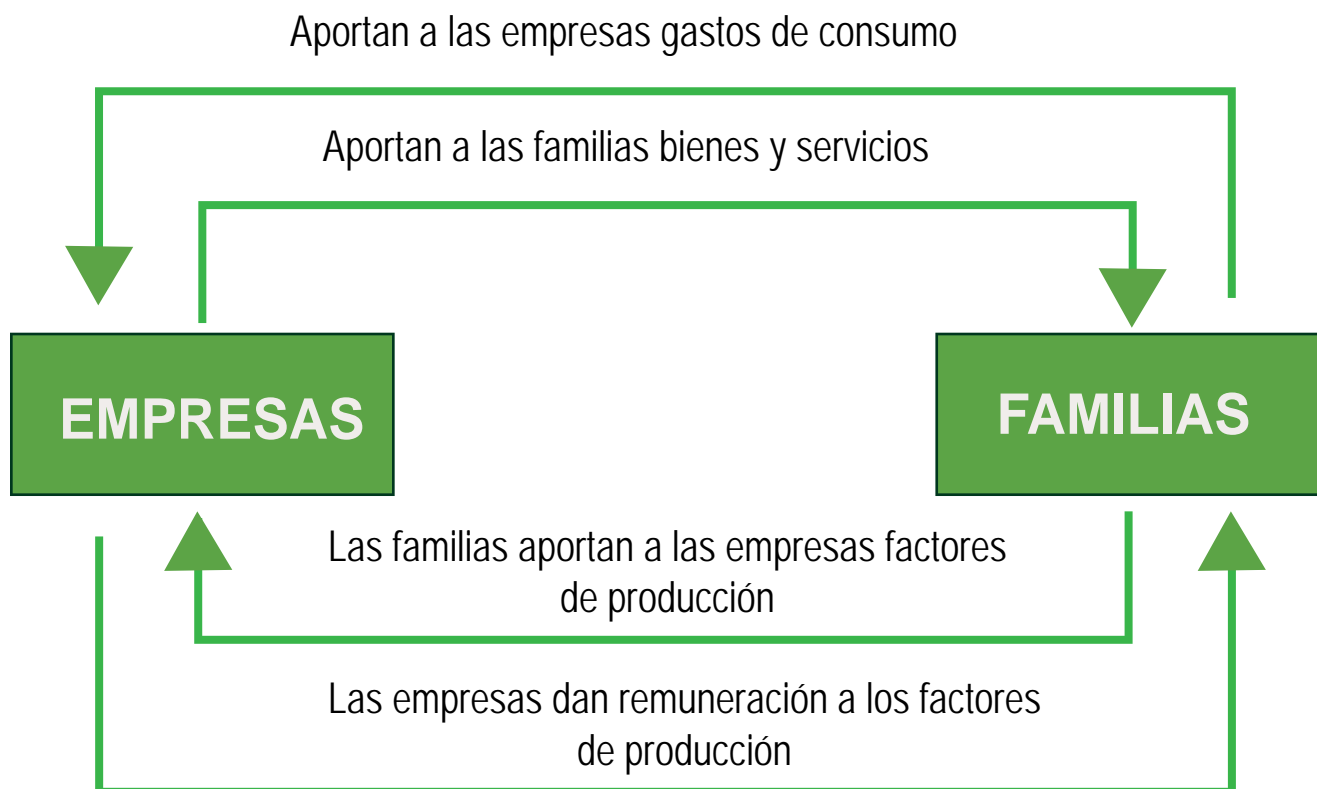 Aportan a las empresas gastos de consumo
Aportan a las familias bienes y servicios
EMPRESAS
FAMILIAS
Las familias aportan a las empresas factores
de producción
Las empresas dan remuneración a los factores
de producción